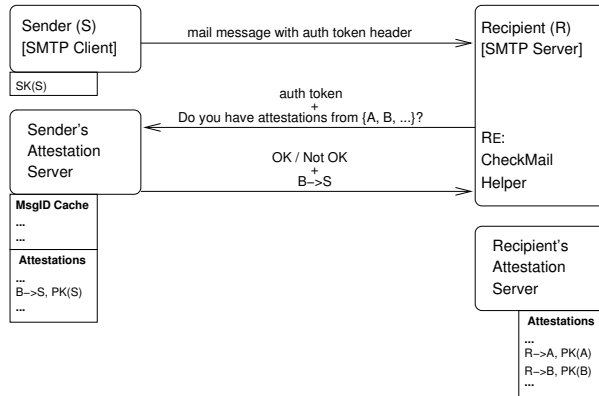 Sender (S)
[SMTP Client]
SK(S)
mail message with auth token header
Recipient (R)
[SMTP Server]
auth token
+
Do you have attestations from {A, B, ...}?
Sender's
Attestation
Server
OK / Not OK
+
B->S
RE:
CheckMail
Helper
MsgID Cache
...
...
Attestations
...
B->S, PK(S)
...
Recipient's
Attestation
Server
Attestations
...
R->A, PK(A)
R->B, PK(B)
...